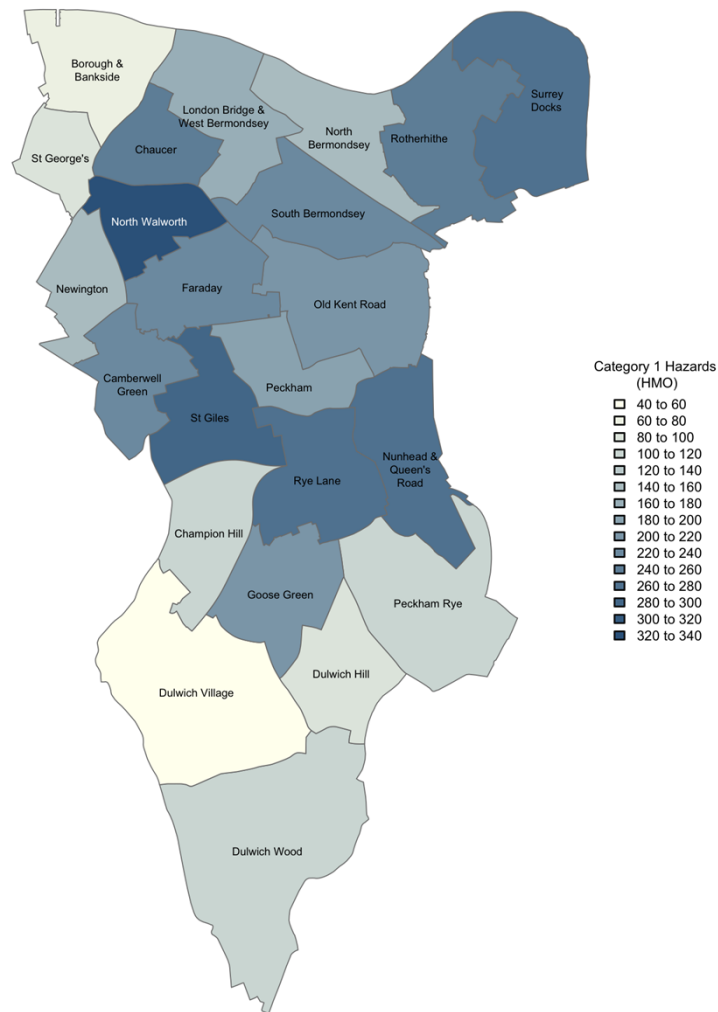 Borough &
Bankside
London Bridge &
West Bermondsey
Surrey
Docks
North
Bermondsey
Rotherhithe
Chaucer
St George's
North Walworth
South Bermondsey
Newington
Faraday
Old Kent Road
Camberwell
Green
Peckham
St Giles
Nunhead &
Queen's
Road
Rye Lane
Champion Hill
Goose Green
Peckham Rye
Dulwich Hill
Dulwich Village
Dulwich Wood
Category 1 Hazards
(HMO)
40 to 60
60 to 80
80 to 100
100 to 120
120 to 140
140 to 160
160 to 180
180 to 200
200 to 220
220 to 240
240 to 260
260 to 280
280 to 300
300 to 320
320 to 340